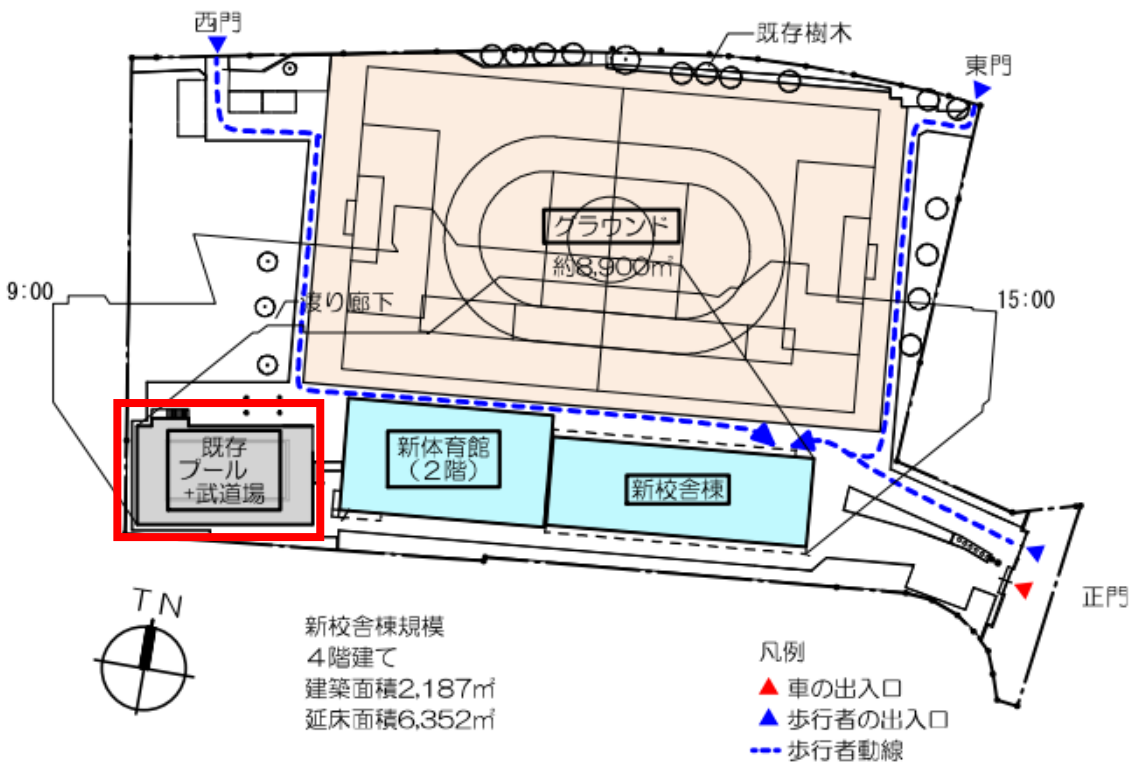 西門
既存樹木
東門
グラウンド
約8,900㎡
9:00
渡り廊下
15:00
既存
プール
+武道場
新体育館
（2階）
新校舎棟
正門
TN
新校舎棟規模
4階建て
建築面積2,187㎡
延床面積6,352㎡
凡例
車の出入口
歩行者の出入口
歩行者動線